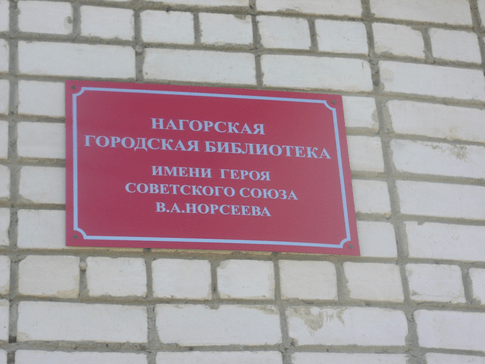 НАГОРСКАЯ
ГОРОДСКАЯ БИБЛИОТЕКА
ИМЕНИ ГЕРОЯ
СОВЕТСКОГО СОЮЗА
В.А.НОРСЕЕВА